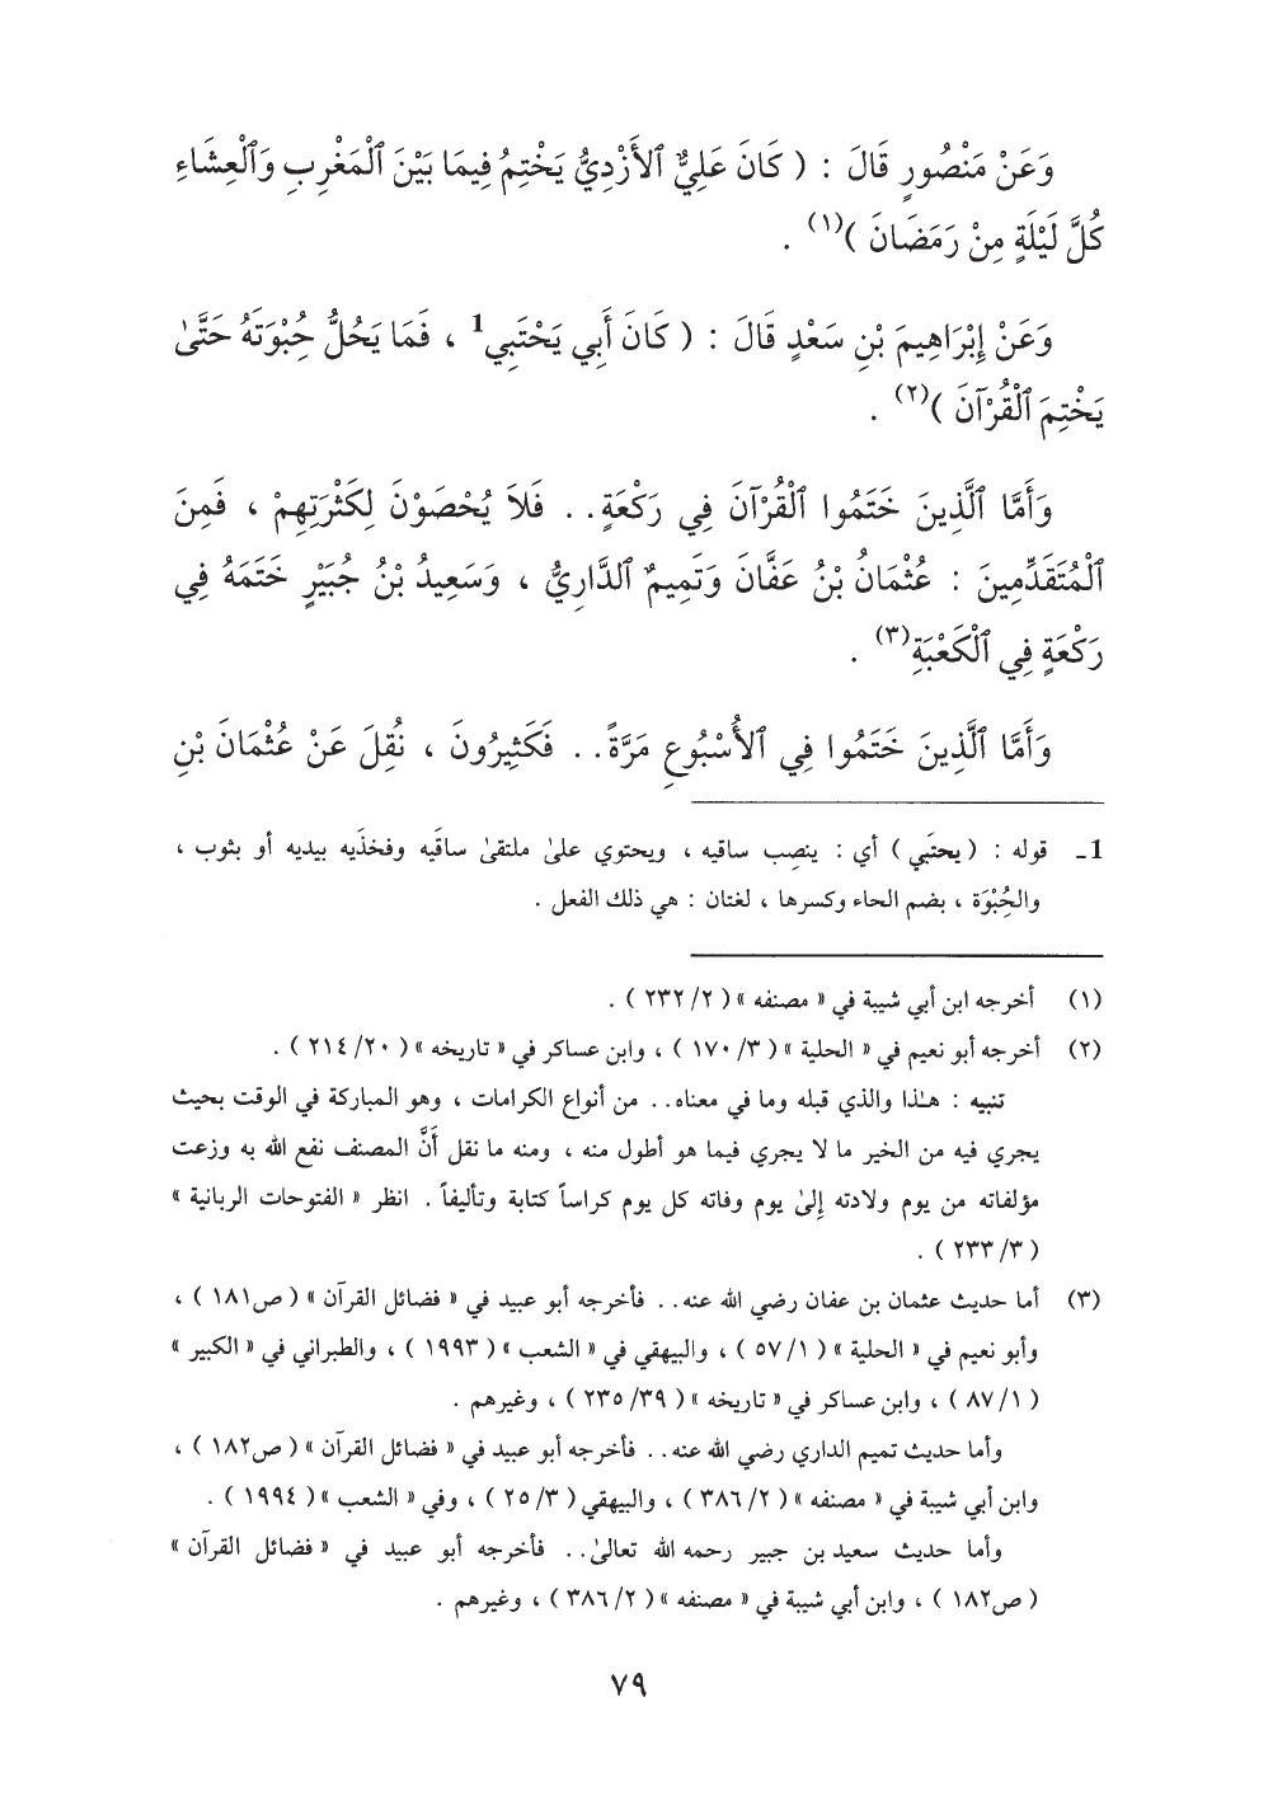 وَعَنْ مَنْصُورٍ قَالَ : ( كَانَ عَلِيٌّ ٱلأَزْدِيُّ يَخْتِمُ فِيمَا بَيْنَ ٱلْمَغْرِبِ وَٱلْعِشَاءِ
كُلَّ لَيْلَةٍ مِنْ رَمَضَانَ )(١) .
وَعَنْ إِبْرَاهِيمَ بْنِ سَعْدٍ قَالَ : ( كَانَ أَبِي يَحْتَبِي1 ، فَمَا يَحُلُّ حِبْوَتَهُ حَتَّىٰ
يَخْتِمَ ٱلْقُرْآنَ )(٢) .
وَأَمَّا ٱلَّذِينَ خَتَمُوا ٱلْقُرْآنَ فِي رَكْعَةٍ.. فَلاَ يُحْصَوْنَ لِكَثْرَتِهِمْ ، فَمِنَ
ٱلْمُتَقَدِّمِينَ : عُثْمَانُ بْنُ عَفَّانَ وَتَمِيمٌ ٱلدَّارِيُّ ، وَسَعِيدُ بْنُ جُبَيْرٍ خَتَمَهُ فِي
رَكْعَةٍ فِي ٱلْكَعْبَةِ(٣) .
وَأَمَّا ٱلَّذِينَ خَتَمُوا فِي ٱلأُسْبُوعِ مَرَّةً.. فَكَثِيرُونَ ، نُقِلَ عَنْ عُثْمَانَ بْنِ
1ـ قوله : ( يحتَبي ) أي : ينصِب ساقيه ، ويحتوي علىٰ ملتقىٰ ساقَيه وفخذَيه بيديه أو بثوب ،
والحُِبْوَة ، بضم الحاء وكسرها ، لغتان : هي ذلك الفعل .
(١) أخرجه ابن أبي شيبة في « مصنفه » ( ٢/ ٢٣٢ ) .
(٢) أخرجه أبو نعيم في « الحلية » ( ٣/ ١٧٠ ) ، وابن عساكر في « تاريخه » ( ٢٠/ ٢١٤ ) .
تنبيه : هـٰذا والذي قبله وما في معناه.. من أنواع الكرامات ، وهو المباركة في الوقت بحيث
يجري فيه من الخير ما لا يجري فيما هو أطول منه ، ومنه ما نقل أَنَّ المصنف نفع الله به وزعت
مؤلفاته من يوم ولادته إِلىٰ يوم وفاته كل يوم كراساً كتابة وتأليفاً . انظر « الفتوحات الربانية »
( ٣/ ٢٣٣ ) .
(٣) أما حديث عثمان بن عفان رضي الله عنه.. فأخرجه أبو عبيد في « فضائل القرآن » ( ص١٨١ ) ،
وأبو نعيم في « الحلية » ( ١/ ٥٧ ) ، والبيهقي في « الشعب » ( ١٩٩٣ ) ، والطبراني في « الكبير »
( ١/ ٨٧ ) ، وابن عساكر في « تاريخه » ( ٣٩/ ٢٣٥ ) ، وغيرهم .
وأما حديث تميم الداري رضي الله عنه.. فأخرجه أبو عبيد في « فضائل القرآن » ( ص١٨٢ ) ،
وابن أبي شيبة في « مصنفه » ( ٢/ ٣٨٦ ) ، والبيهقي ( ٣/ ٢٥ ) ، وفي « الشعب » ( ١٩٩٤ ) .
وأما حديث سعيد بن جبير رحمه الله تعالىٰ.. فأخرجه أبو عبيد في « فضائل القرآن »
( ص١٨٢ ) ، وابن أبي شيبة في « مصنفه » ( ٢/ ٣٨٦ ) ، وغيرهم .
٧٩